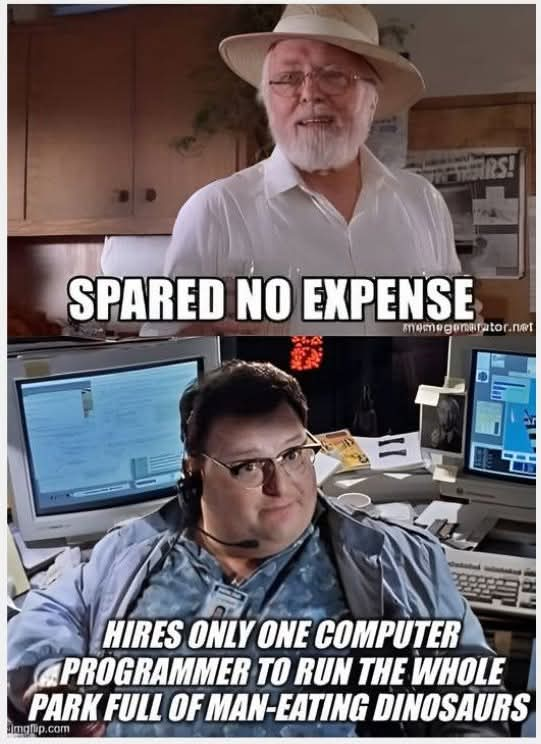 SPARED NO EXPENSE
memegenerator.net
HIRES ONLY ONE COMPUTER
PROGRAMMER TO RUN THE WHOLE
PARK FULL OF MAN-EATING DINOSAURS
imgflip.com